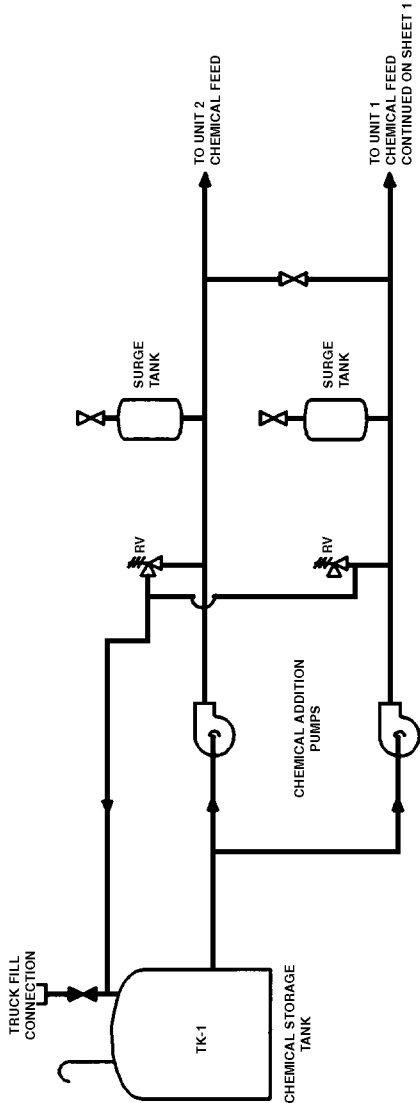 TRUCK FILL
CONNECTION
TK-1
CHEMICAL STORAGE
TANK
CHEMICAL ADDITION
PUMPS
RV
RV
SURGE
TANK
SURGE
TANK
TO UNIT 2
CHEMICAL FEED
TO UNIT 1
CHEMICAL FEED
CONTINUED ON SHEET 1